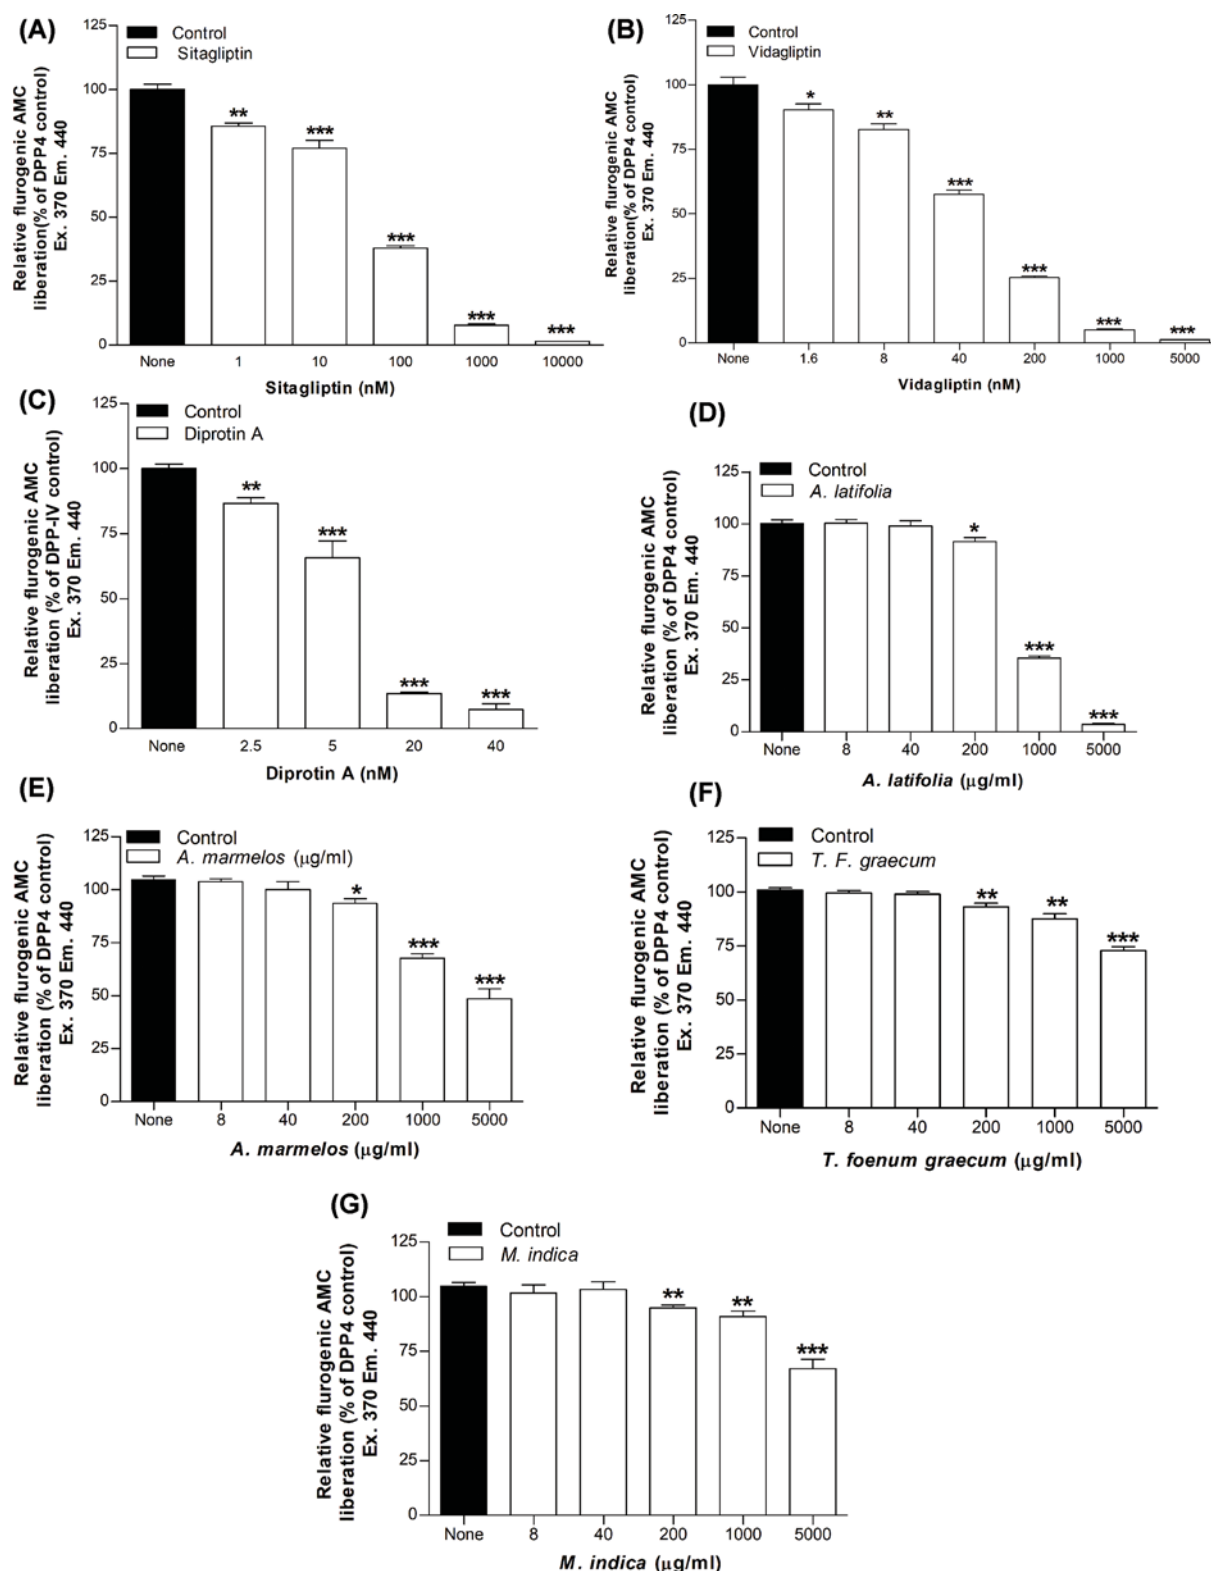 (A)
125
100
75
50
25
0
Control
Sitagliptin
Relative flurogenic AMC
liberation(% of DPP4 control)
Ex. 370 Em. 440
**
***
***
***
***
None 1 10 100 1000 10000
Sitagliptin (nM)
(B)
125
100
75
50
25
0
Control
Vidagliptin
Relative flurogenic AMC
liberation(% of DPP4 control)
Ex. 370 Em. 440
*
**
***
***
***
***
None 1.6 8 40 200 1000 5000
Vidagliptin (nM)
(C)
125
100
75
50
25
0
Control
Diprotin A
Relative flurogenic AMC
liberation (% of DPP-IV control)
Ex. 370 Em. 440
**
***
***
***
None 2.5 5 20 40
Diprotin A (nM)
(D)
125
100
75
50
25
0
Control
A. latifolia
Relative flurogenic AMC
liberation (% of DPP4 control)
Ex. 370 Em. 440
*
***
***
None 8 40 200 1000 5000
A. latifolia (μg/ml)
(E)
125
100
75
50
25
0
Control
A. marmelos (μg/ml)
Relative flurogenic AMC
liberation (% of DPP4 control)
Ex. 370 Em. 440
*
***
***
None 8 40 200 1000 5000
A. marmelos (μg/ml)
(F)
125
100
75
50
25
0
Control
T. F. graecum
Relative flurogenic AMC
liberation (% of DPP4 control)
Ex. 370 Em. 440
**
**
***
None 8 40 200 1000 5000
T. foenum graecum (μg/ml)
(G)
125
100
75
50
25
0
Control
M. indica
Relative flurogenic AMC
liberation (% of DPP4 control)
Ex. 370 Em. 440
**
**
***
None 8 40 200 1000 5000
M. indica (μg/ml)